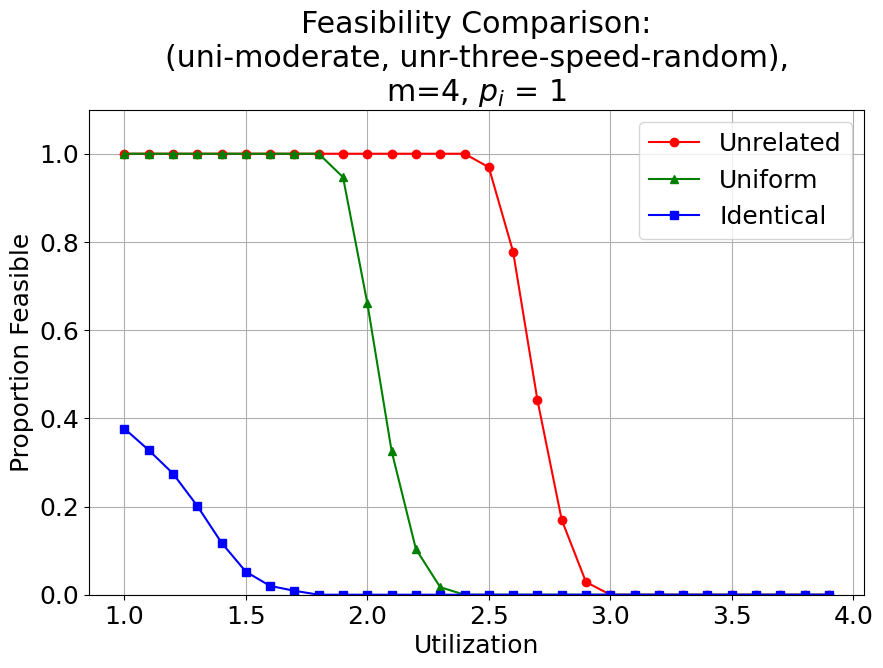 Feasibility Comparison:
(uni-moderate, unr-three-speed-random),
m=4, $p_i$ = 1
Unrelated
Uniform
Identical
Proportion Feasible
1.0
0.8
0.6
0.4
0.2
0.0
1.0 1.5 2.0 2.5 3.0 3.5 4.0
Utilization